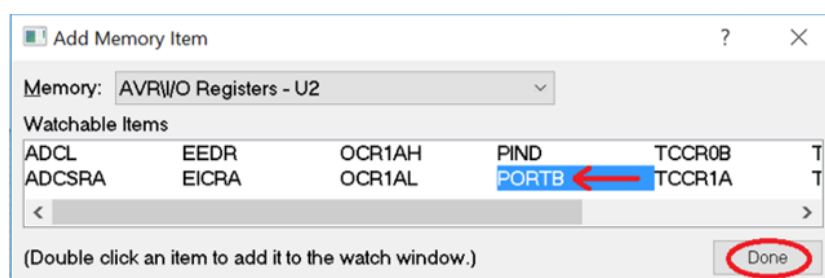 Add Memory Item ?
Memory: AVR\I/O Registers - U2
Watchable Items
ADCL EEDR OCR1AH PIND TCCR0B T
ADCSRA EICRA OCR1AL PORTB TCCR1A T
(Double click an item to add it to the watch window.) Done